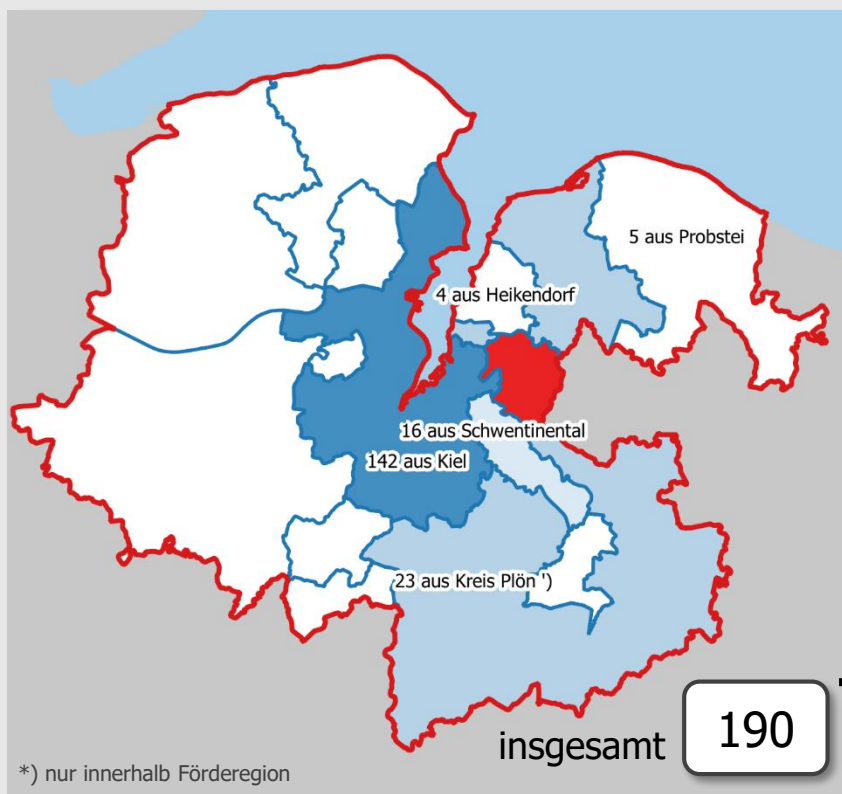 5 aus Probstei
4 aus Heikendorf
16 aus Schwentinental
142 aus Kiel
23 aus Kreis Plön ')
insgesamt 190
*) nur innerhalb Förderegion